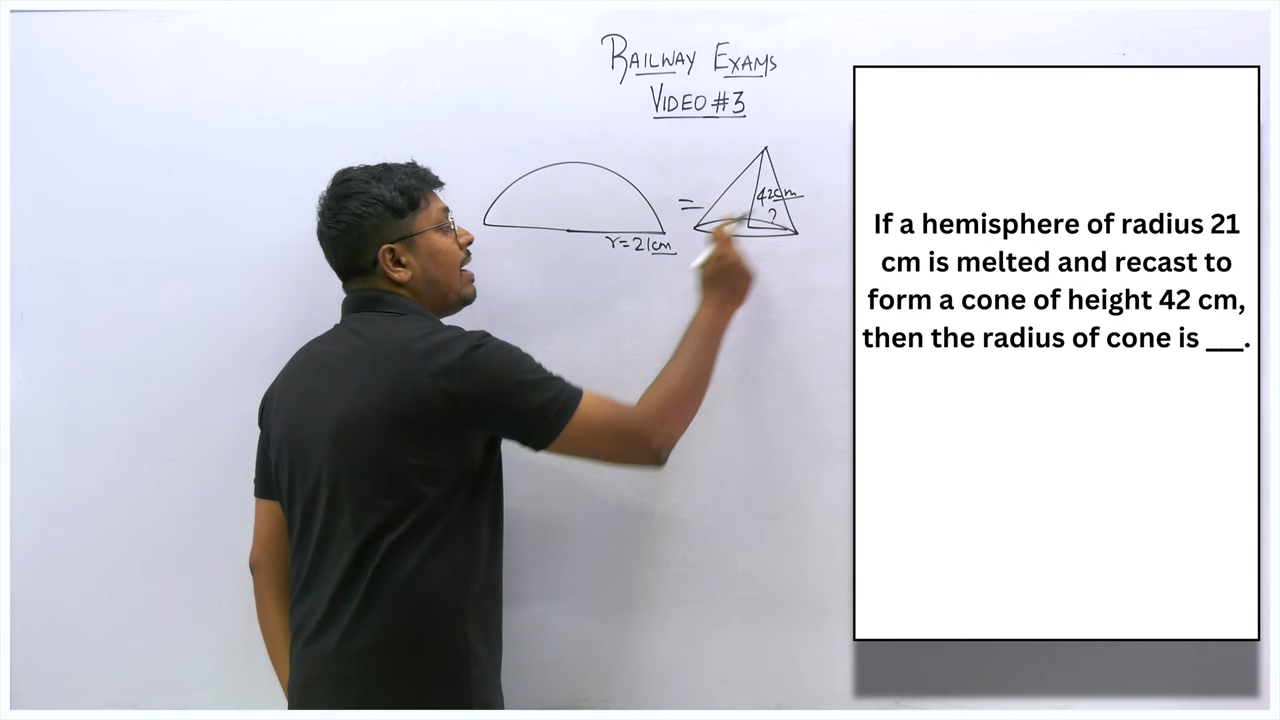 RAILWAY EXAMS
VIDEO #3
42cm
=
?
r=21cm
If a hemisphere of radius 21
cm is melted and recast to
form a cone of height 42 cm,
then the radius of cone is ___.